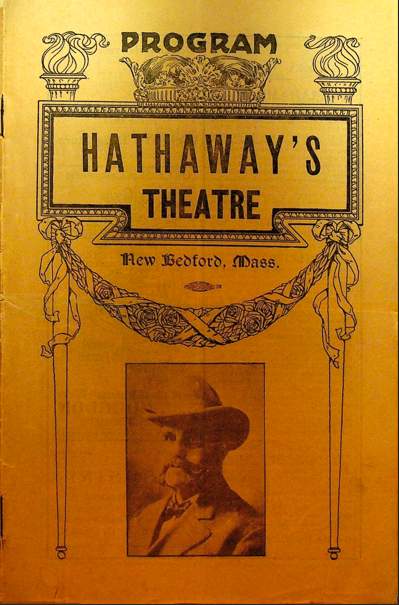 PROGRAM
HATHAWAY'S
THEATRE
New Bedford, Mass.